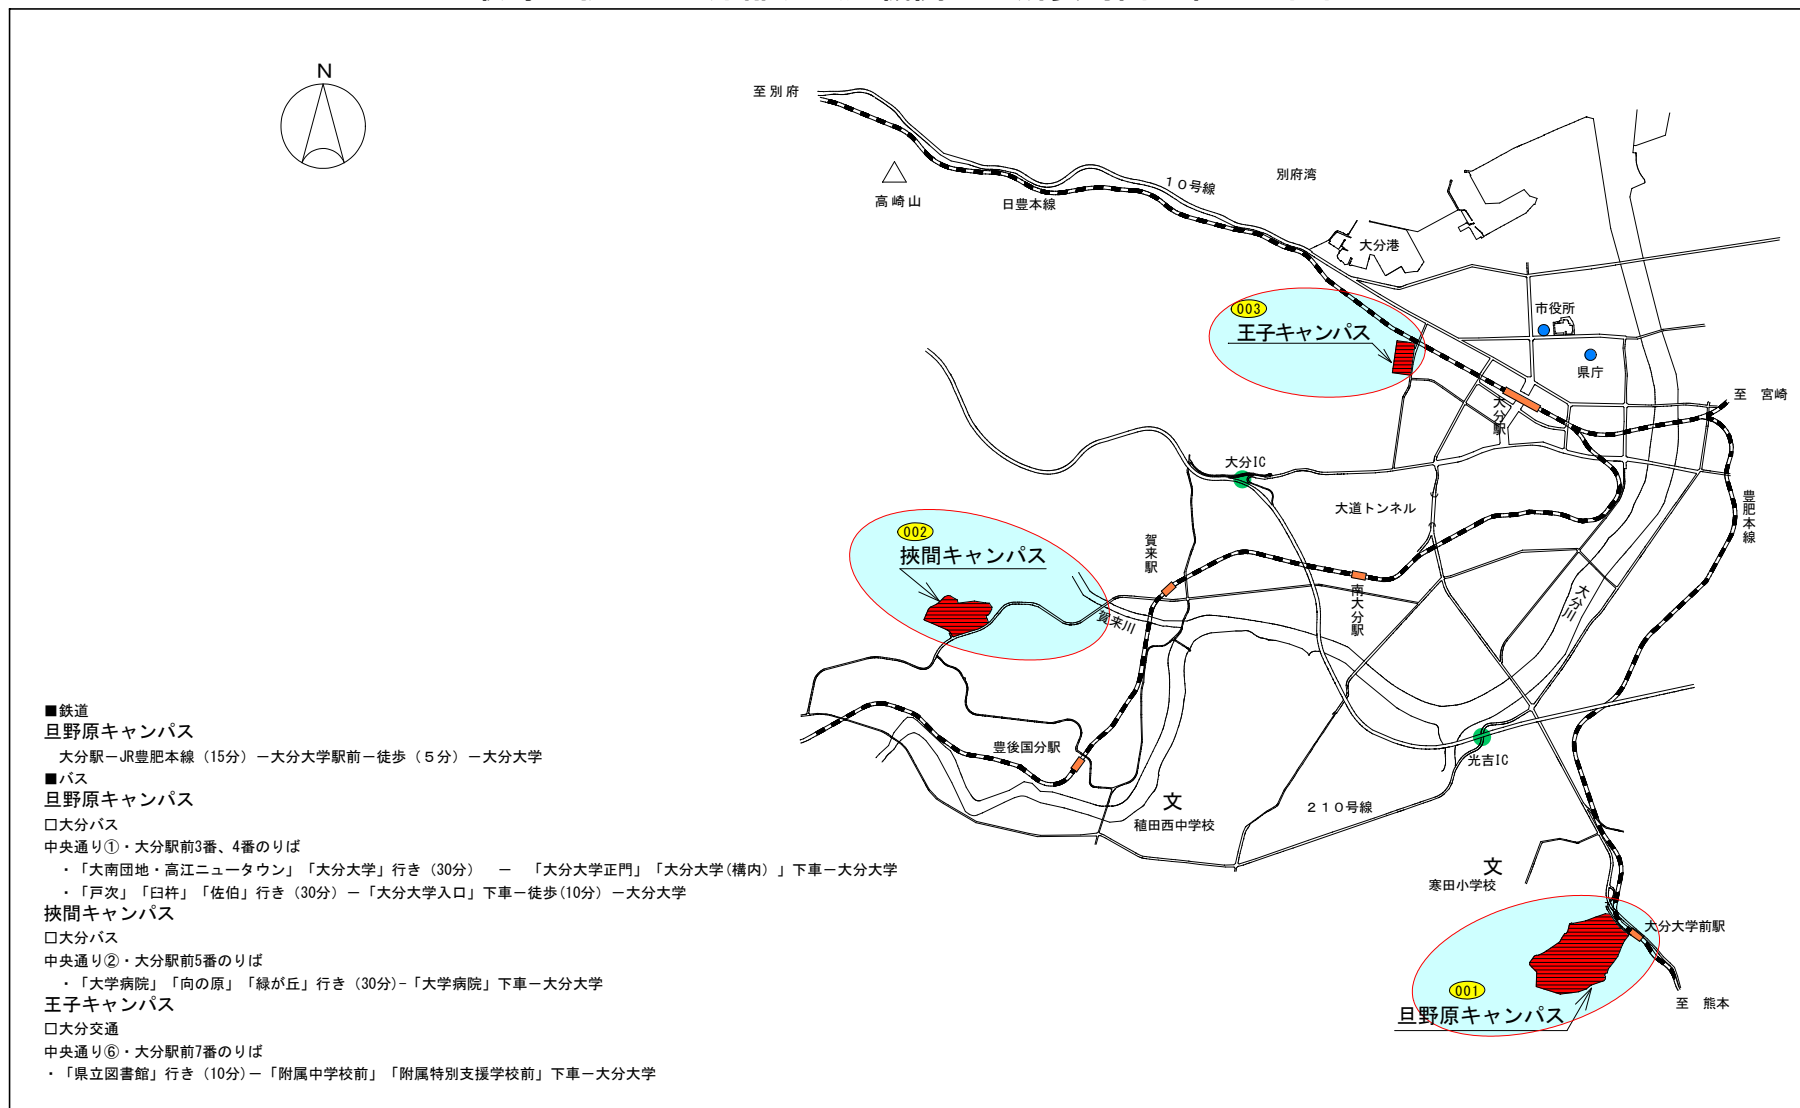 N
至別府
高崎山
日豊本線
10号線
別府湾
大分港
003
王子キャンパス
市役所
県庁
大分駅
至 宮崎
大分IC
大道トンネル
豊肥本線
002
挾間キャンパス
賀来駅
賀来川
南大分駅
大分川
豊後国分駅
光吉IC
文
稙田西中学校
210号線
文
寒田小学校
大分大学前駅
001
旦野原キャンパス
至 熊本
■鉄道
旦野原キャンパス
大分駅－JR豊肥本線（15分）－大分大学駅前－徒歩（５分）－大分大学
■バス
旦野原キャンパス
□大分バス
中央通り①・大分駅前3番、4番のりば
・「大南団地・高江ニュータウン」「大分大学」行き（30分） － 「大分大学正門」「大分大学(構内）」下車－大分大学
・「戸次」「臼杵」「佐伯」行き（30分）－「大分大学入口」下車－徒歩(10分）－大分大学
挾間キャンパス
□大分バス
中央通り②・大分駅前5番のりば
・「大学病院」「向の原」「緑が丘」行き（30分)-「大学病院」下車－大分大学
王子キャンパス
□大分交通
中央通り⑥・大分駅前7番のりば
・「県立図書館」行き（10分)－「附属中学校前」「附属特別支援学校前」下車－大分大学